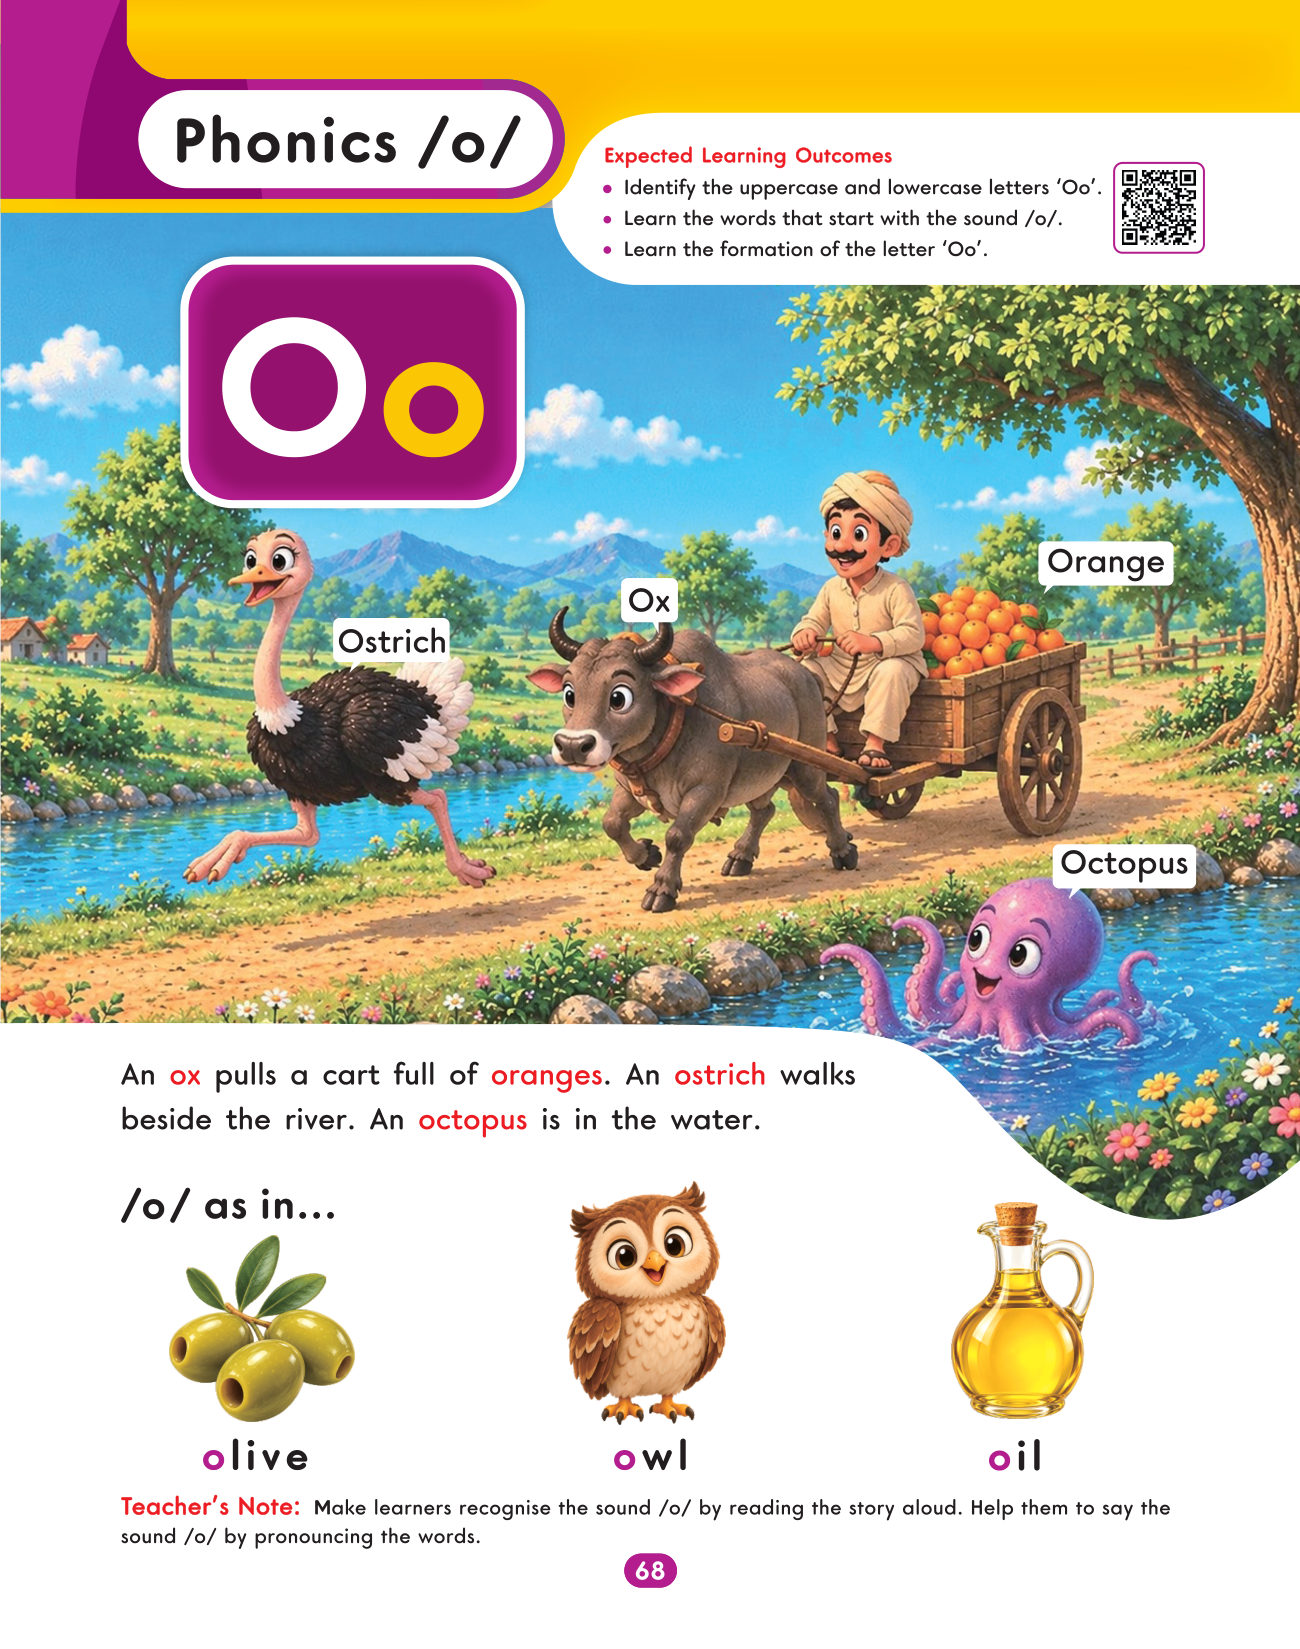 Phonics /o/
Expected Learning Outcomes
• Identify the uppercase and lowercase letters ‘Oo’.
• Learn the words that start with the sound /o/.
• Learn the formation of the letter ‘Oo’.
Oo
Orange
Ox
Ostrich
Octopus
An ox pulls a cart full of oranges. An ostrich walks
beside the river. An octopus is in the water.
/o/ as in...
olive
owl
oil
Teacher’s Note: Make learners recognise the sound /o/ by reading the story aloud. Help them to say the
sound /o/ by pronouncing the words.
68